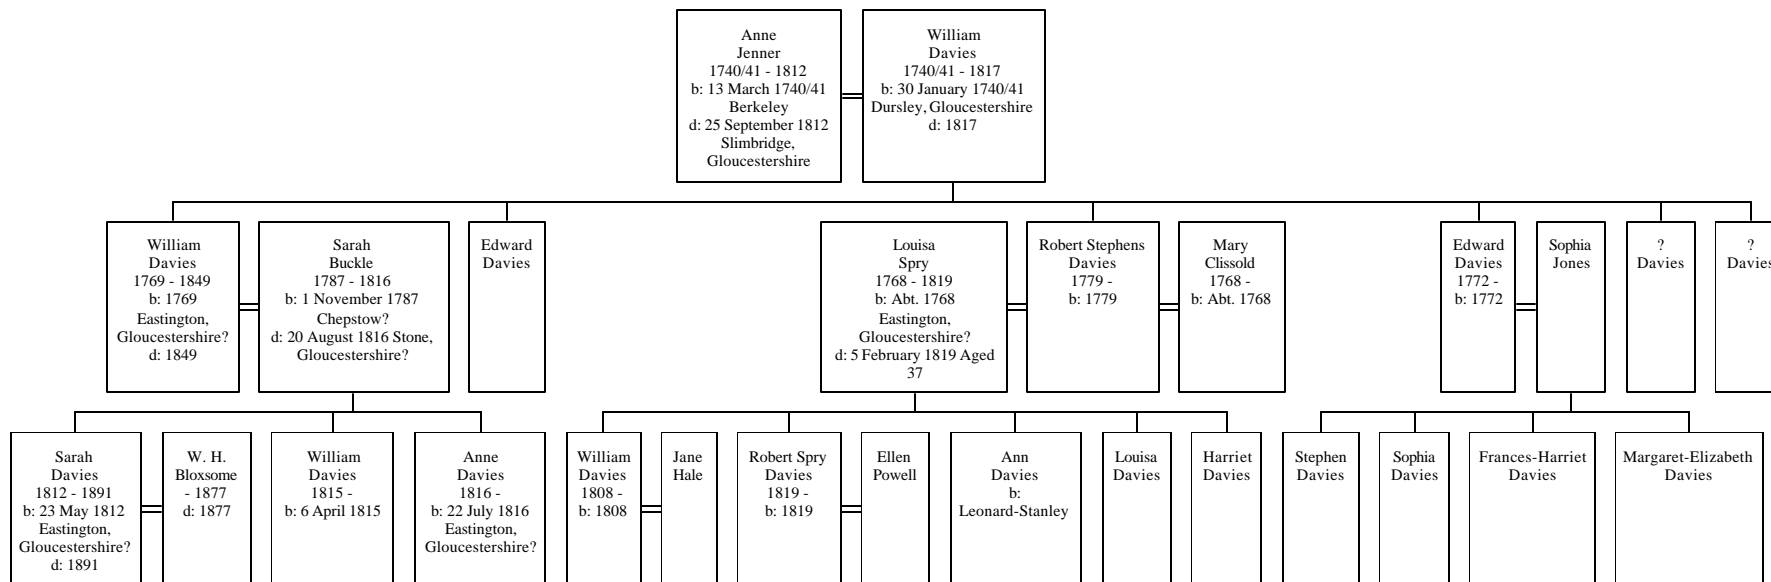 Anne
Jenner
1740/41 - 1812
b: 13 March 1740/41
Berkeley
d: 25 September 1812
Slimbridge,
Gloucestershire
William
Davies
1740/41 - 1817
b: 30 January 1740/41
Dursley, Gloucestershire
d: 1817
William
Davies
1769 - 1849
b: 1769
Eastington,
Gloucestershire?
d: 1849
Sarah
Buckle
1787 - 1816
b: 1 November 1787
Chepstow?
d: 20 August 1816 Stone,
Gloucestershire?
Edward
Davies
Louisa
Spry
1768 - 1819
b: Abt. 1768
Eastington,
Gloucestershire?
d: 5 February 1819 Aged
37
Robert Stephens
Davies
1779 -
b: 1779
Mary
Clissold
1768 -
b: Abt. 1768
Edward
Davies
1772 -
b: 1772
Sophia
Jones
?
Davies
?
Davies
Sarah
Davies
1812 - 1891
b: 23 May 1812
Eastington,
Gloucestershire?
d: 1891
W. H.
Bloxsome
- 1877
d: 1877
William
Davies
1815 -
b: 6 April 1815
Anne
Davies
1816 -
b: 22 July 1816
Eastington,
Gloucestershire?
William
Davies
1808 -
b: 1808
Jane
Hale
Robert Spry
Davies
1819 -
b: 1819
Ellen
Powell
Ann
Davies
b:
Leonard-Stanley
Louisa
Davies
Harriet
Davies
Stephen
Davies
Sophia
Davies
Frances-Harriet
Davies
Margaret-Elizabeth
Davies